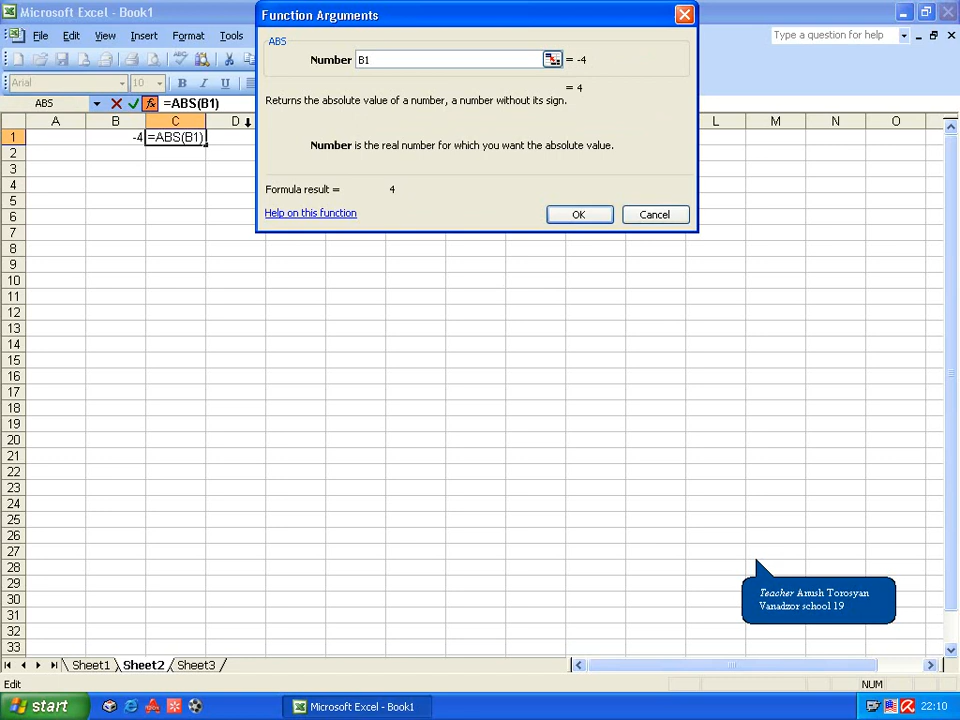 Microsoft Excel - Book1
File Edit View Insert Format Tools
Type a question for help
Arial 10 B I U
ABS =ABS(B1)
Function Arguments
ABS
Number B1 = -4
= 4
Returns the absolute value of a number, a number without its sign.
Number is the real number for which you want the absolute value.
Formula result = 4
Help on this function
OK Cancel
A B C D L M N O
1 -4 =ABS(B1)
2
3
4
5
6
7
8
9
10
11
12
13
14
15
16
17
18
19
20
21
22
23
24
25
26
27
28
29
30
31
32
33
Teacher Anush Torosyan
Vanadzor school 19
Sheet1 Sheet2 Sheet3
Edit NUM
start Microsoft Excel - Book1 22:10